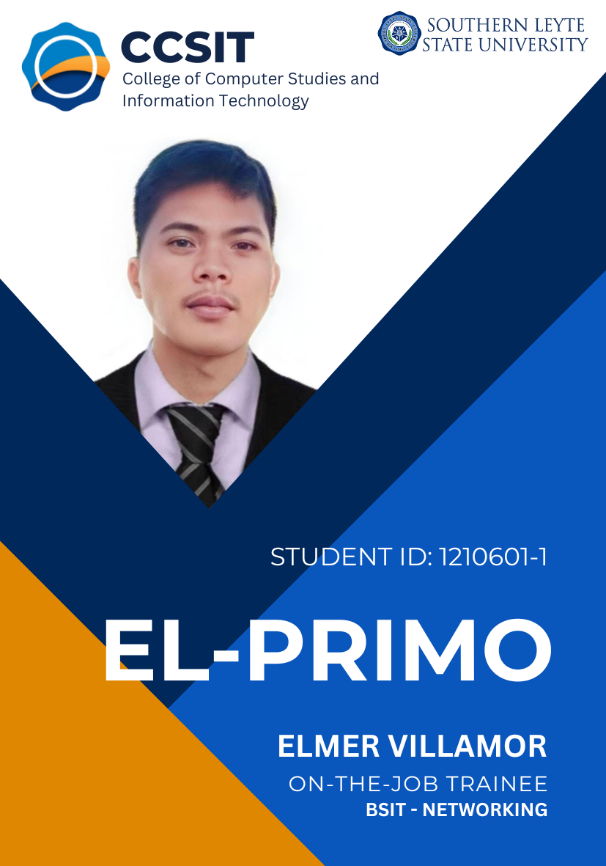 CCSIT
College of Computer Studies and
Information Technology
SOUTHERN LEYTE
STATE UNIVERSITY
STUDENT ID: 1210601-1
EL-PRIMO
ELMER VILLAMOR
ON-THE-JOB TRAINEE
BSIT - NETWORKING